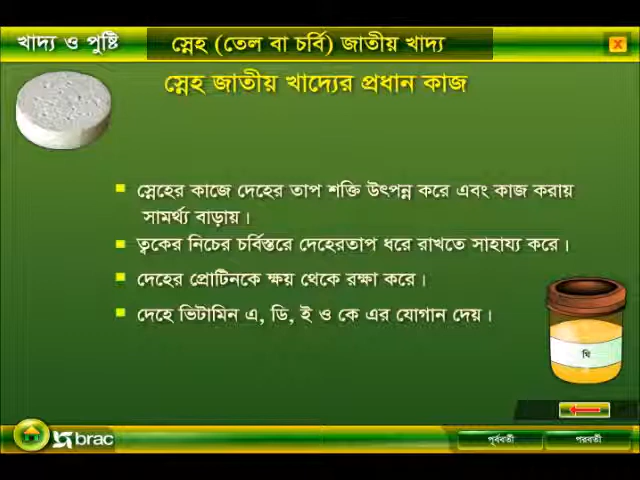 খাদ্য ও পুষ্টি
স্নেহ (তেল বা চর্বি) জাতীয় খাদ্য
স্নেহ জাতীয় খাদ্যের প্রধান কাজ
স্নেহের কাজে দেহের তাপ শক্তি উৎপন্ন করে এবং কাজ করায়
সামর্থ্য বাড়ায়।
ত্বকের নিচের চর্বিস্তরে দেহেরতাপ ধরে রাখতে সাহায্য করে।
দেহের প্রোটিনকে ক্ষয় থেকে রক্ষা করে।
দেহে ভিটামিন এ, ডি, ই ও কে এর যোগান দেয়।
ঘি
brac
পূর্ববর্তী
পরবর্তী